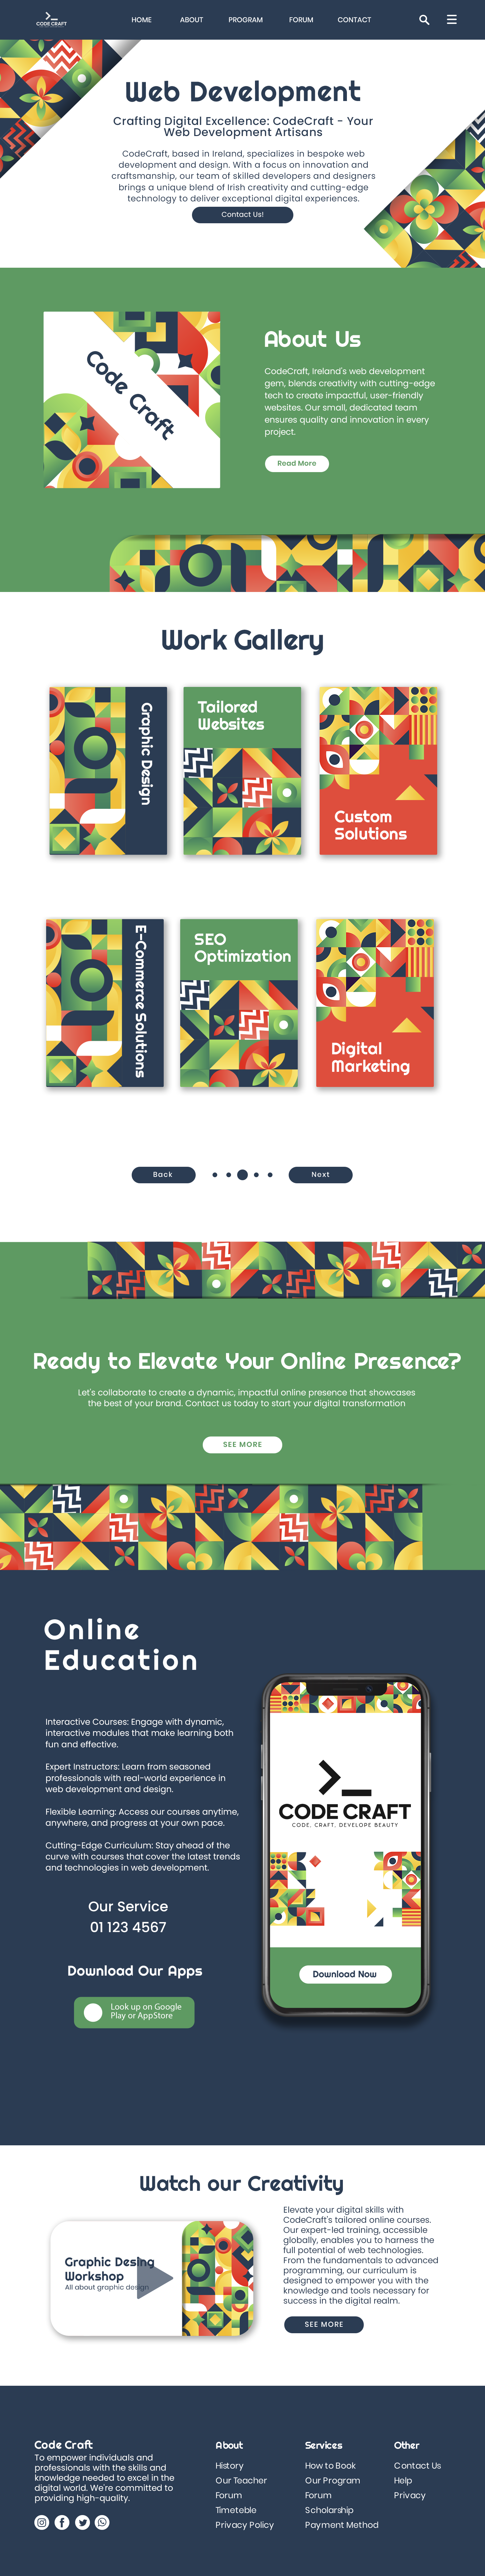 CODE CRAFT
HOME
ABOUT
PROGRAM
FORUM
CONTACT
Web Development
Crafting Digital Excellence: CodeCraft - Your
Web Development Artisans
CodeCraft, based in Ireland, specializes in bespoke web
development and design. With a focus on innovation and
craftsmanship, our team of skilled developers and designers
brings a unique blend of Irish creativity and cutting-edge
technology to deliver exceptional digital experiences.
Contact Us!
Code Craft
About Us
CodeCraft, Ireland's web development
gem, blends creativity with cutting-edge
tech to create impactful, user-friendly
websites. Our small, dedicated team
ensures quality and innovation in every
project.
Read More
Work Gallery
Graphic Design
Tailored
Websites
Custom
Solutions
E-Commerce Solutions
SEO
Optimization
Digital
Marketing
Back
Next
Ready to Elevate Your Online Presence?
Let's collaborate to create a dynamic, impactful online presence that showcases
the best of your brand. Contact us today to start your digital transformation
SEE MORE
Online
Education
Interactive Courses: Engage with dynamic,
interactive modules that make learning both
fun and effective.
Expert Instructors: Learn from seasoned
professionals with real-world experience in
web development and design.
Flexible Learning: Access our courses anytime,
anywhere, and progress at your own pace.
Cutting-Edge Curriculum: Stay ahead of the
curve with courses that cover the latest trends
and technologies in web development.
Our Service
01 123 4567
Download Our Apps
Look up on Google
Play or AppStore
CODE CRAFT
CODE, CRAFT, DEVELOPE BEAUTY
Download Now
Watch our Creativity
Graphic Desing
Workshop
All about graphic design
Elevate your digital skills with
CodeCraft's tailored online courses.
Our expert-led training, accessible
globally, enables you to harness the
full potential of web technologies.
From the fundamentals to advanced
programming, our curriculum is
designed to empower you with the
knowledge and tools necessary for
success in the digital realm.
SEE MORE
Code Craft
To empower individuals and
professionals with the skills and
knowledge needed to excel in the
digital world. We're committed to
providing high-quality.
About
History
Our Teacher
Forum
Timeteble
Privacy Policy
Services
How to Book
Our Program
Forum
Scholarship
Payment Method
Other
Contact Us
Help
Privacy